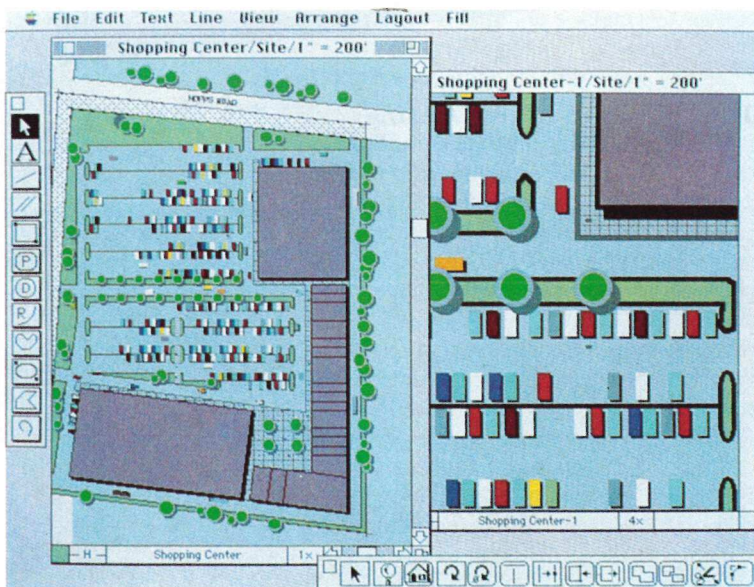 File Edit Text Line View Arrange Layout Fill
Shopping Center/Site/1" = 200'
Shopping Center-1/Site/1" = 200'
A
P
D
R
Shopping Center-1 4x
H Shopping Center 1x